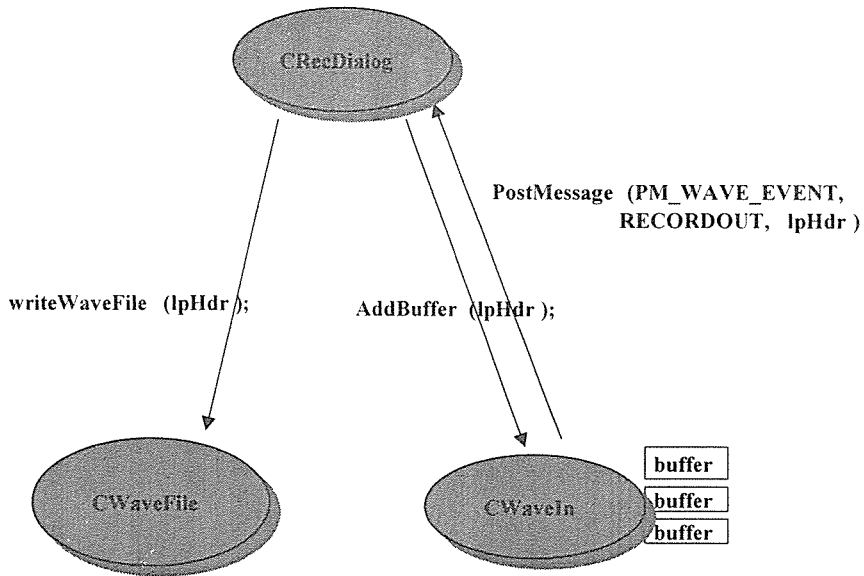 CRecDialog
PostMessage (PM_WAVE_EVENT,
RECORDOUT, lpHdr )
writeWaveFile (lpHdr );
AddBuffer (lpHdr );
CWaveFile
CWaveIn
buffer
buffer
buffer